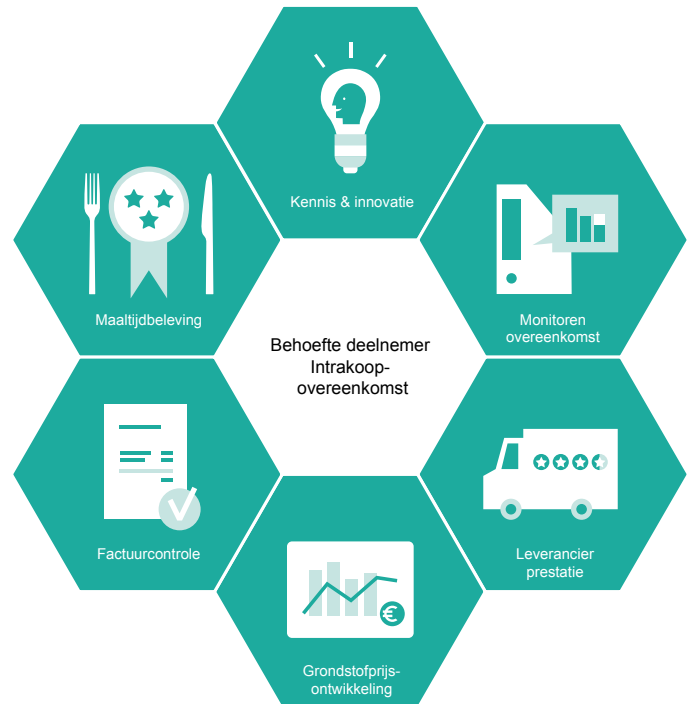 Kennis & innovatie
Maaltijdbeleving
Monitoren
overeenkomst
Behoefte deelnemer
Intrakoop-
overeenkomst
Factuurcontrole
Leverancier
prestatie
€
Grondstofprijs-
ontwikkeling